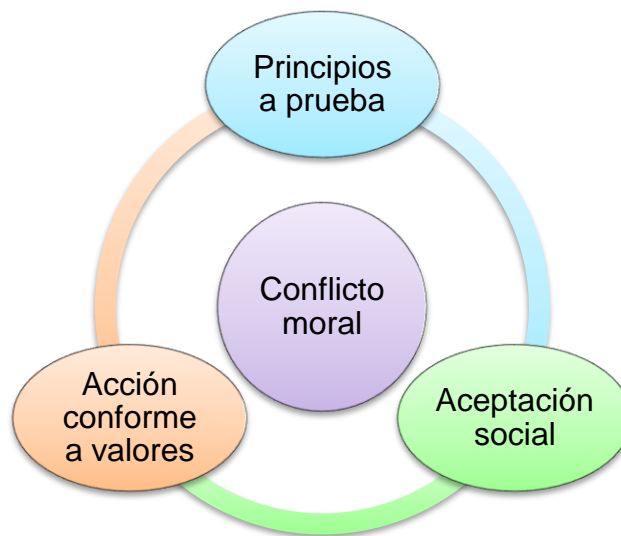 Principios
a prueba
Conflicto
moral
Acción
conforme
a valores
Aceptación
social